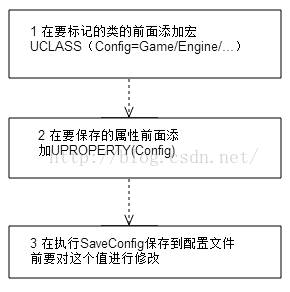 1 在要标记的类的前面添加宏
UCLASS（Config=Game/Engine/…）
2 在要保存的属性前面添
加UPROPERTY(Config)
http://blog.csdn.net/
3 在执行SaveConfig保存到配置文件
前要对这个值进行修改